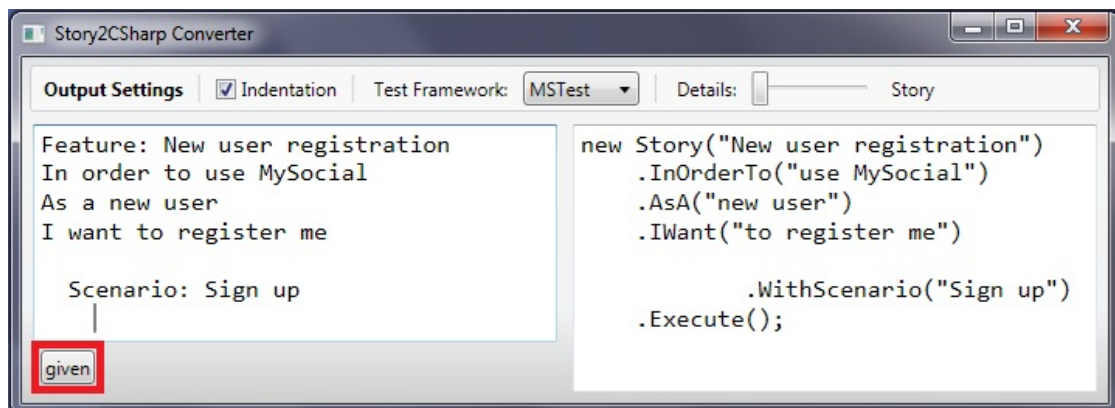 Story2CSharp Converter
Output Settings Indentation Test Framework: MSTest Details: Story
Feature: New user registration
In order to use MySocial
As a new user
I want to register me
Scenario: Sign up
given
new Story("New user registration")
.InOrderTo("use MySocial")
.AsA("new user")
.IWant("to register me")
.WithScenario("Sign up")
.Execute();